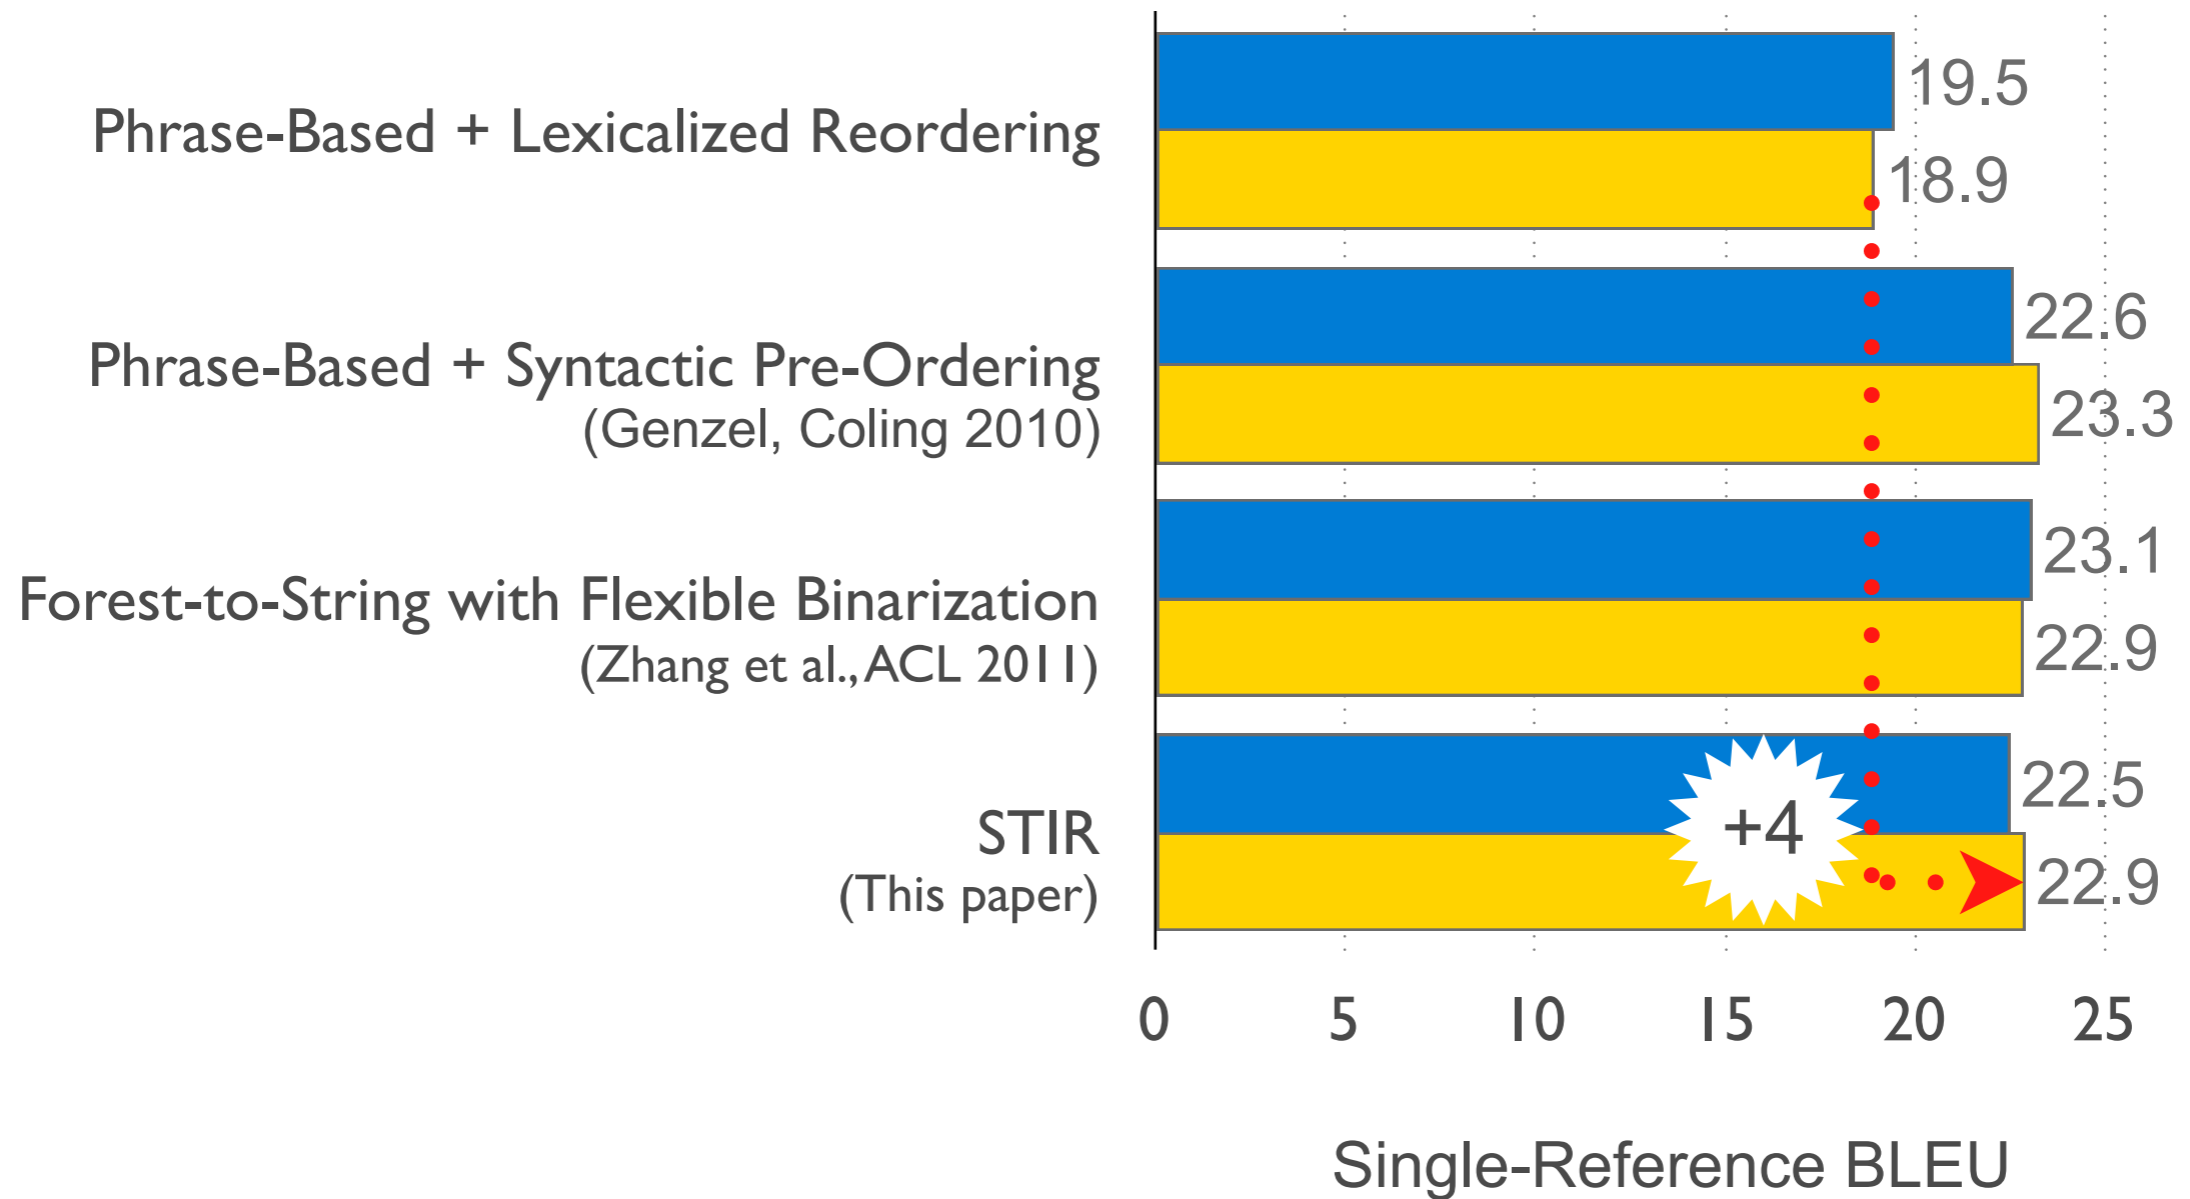 19.5
Phrase-Based + Lexicalized Reordering
18.9
22.6
Phrase-Based + Syntactic Pre-Ordering
(Genzel, Coling 2010)
23.3
23.1
Forest-to-String with Flexible Binarization
(Zhang et al., ACL 2011)
22.9
22.5
STIR
+4
(This paper)
22.9
0 5 10 15 20 25
Single-Reference BLEU